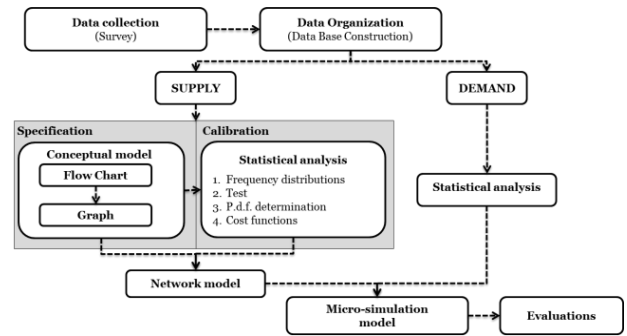 Data collection
(Survey)
Data Organization
(Data Base Construction)
SUPPLY
DEMAND
Specification
Calibration
Conceptual model
Flow Chart
Graph
Statistical analysis
1. Frequency distributions
2. Test
3. P.d.f. determination
4. Cost functions
Statistical analysis
Network model
Micro-simulation
model
Evaluations